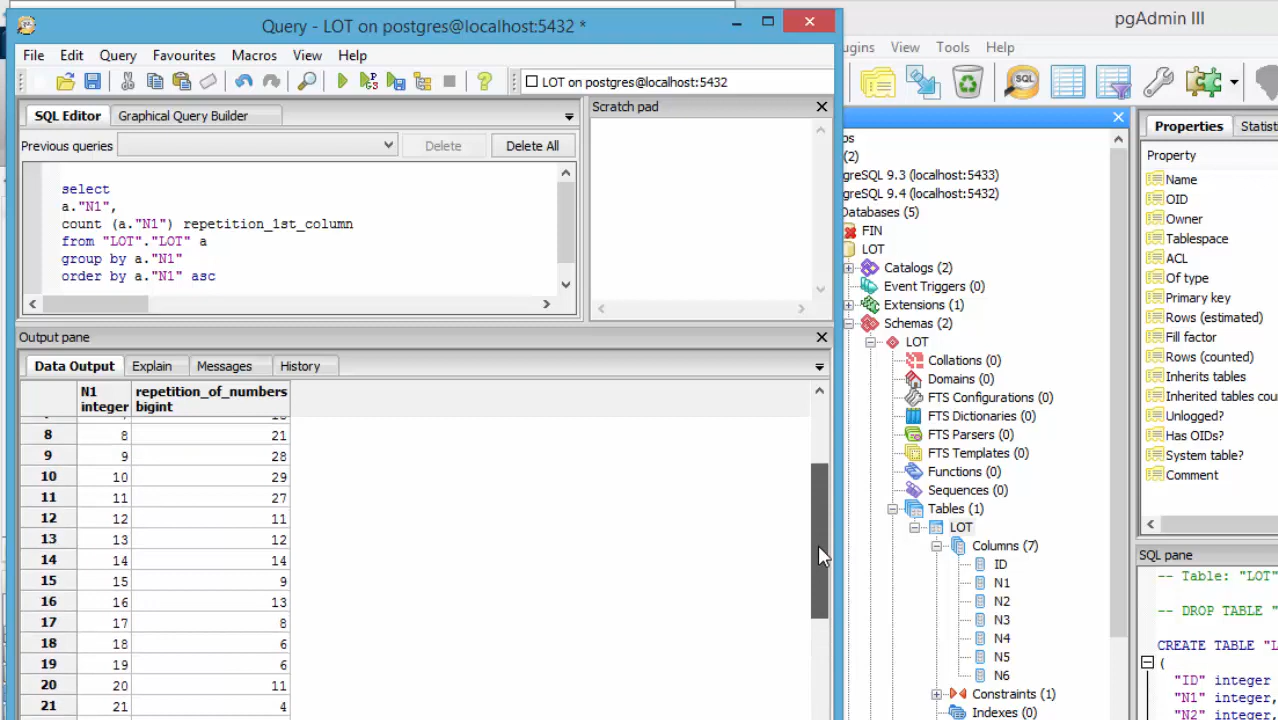 Query - LOT on postgres@localhost:5432 *
File Edit Query Favourites Macros View Help
LOT on postgres@localhost:5432
SQL Editor Graphical Query Builder
Previous queries Delete Delete All
select
a."N1",
count (a."N1") repetition_1st_column
from "LOT"."LOT" a
group by a."N1"
order by a."N1" asc
Scratch pad
Output pane
Data Output Explain Messages History
N1 repetition_of_numbers
integer bigint
8 8 21
9 9 28
10 10 29
11 11 27
12 12 11
13 13 12
14 14 14
15 15 9
16 16 13
17 17 8
18 18 6
19 19 6
20 20 11
21 21 4
pgAdmin III
ugins View Tools Help
SQL
ps
(2)
greSQL 9.3 (localhost:5433)
greSQL 9.4 (localhost:5432)
Databases (5)
FIN
LOT
Catalogs (2)
Event Triggers (0)
Extensions (1)
Schemas (2)
LOT
Collations (0)
Domains (0)
FTS Configurations (0)
FTS Dictionaries (0)
FTS Parsers (0)
FTS Templates (0)
Functions (0)
Sequences (0)
Tables (1)
LOT
Columns (7)
ID
N1
N2
N3
N4
N5
N6
Constraints (1)
Indexes (0)
Properties Statist
Property
Name
OID
Owner
Tablespace
ACL
Of type
Primary key
Rows (estimated)
Fill factor
Rows (counted)
Inherits tables
Inherited tables cou
Unlogged?
Has OIDs?
System table?
Comment
SQL pane
-- Table: "LOT"
-- DROP TABLE "
CREATE TABLE "L
(
"ID" integer
"N1" integer,
"N2" integer,